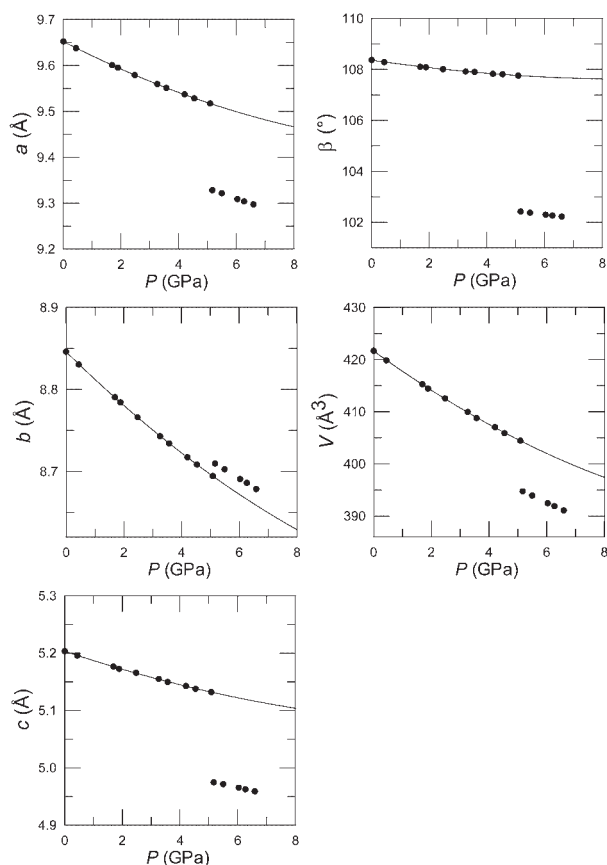 9.7
9.6
9.5
9.4
9.3
9.2
a (Å)
0 2 4 6 8
P (GPa)
110
108
106
104
102
β (°)
0 2 4 6 8
P (GPa)
8.9
8.8
8.7
b (Å)
0 2 4 6 8
P (GPa)
430
420
410
400
390
V (Å³)
0 2 4 6 8
P (GPa)
5.3
5.2
5.1
5.0
4.9
c (Å)
0 2 4 6 8
P (GPa)